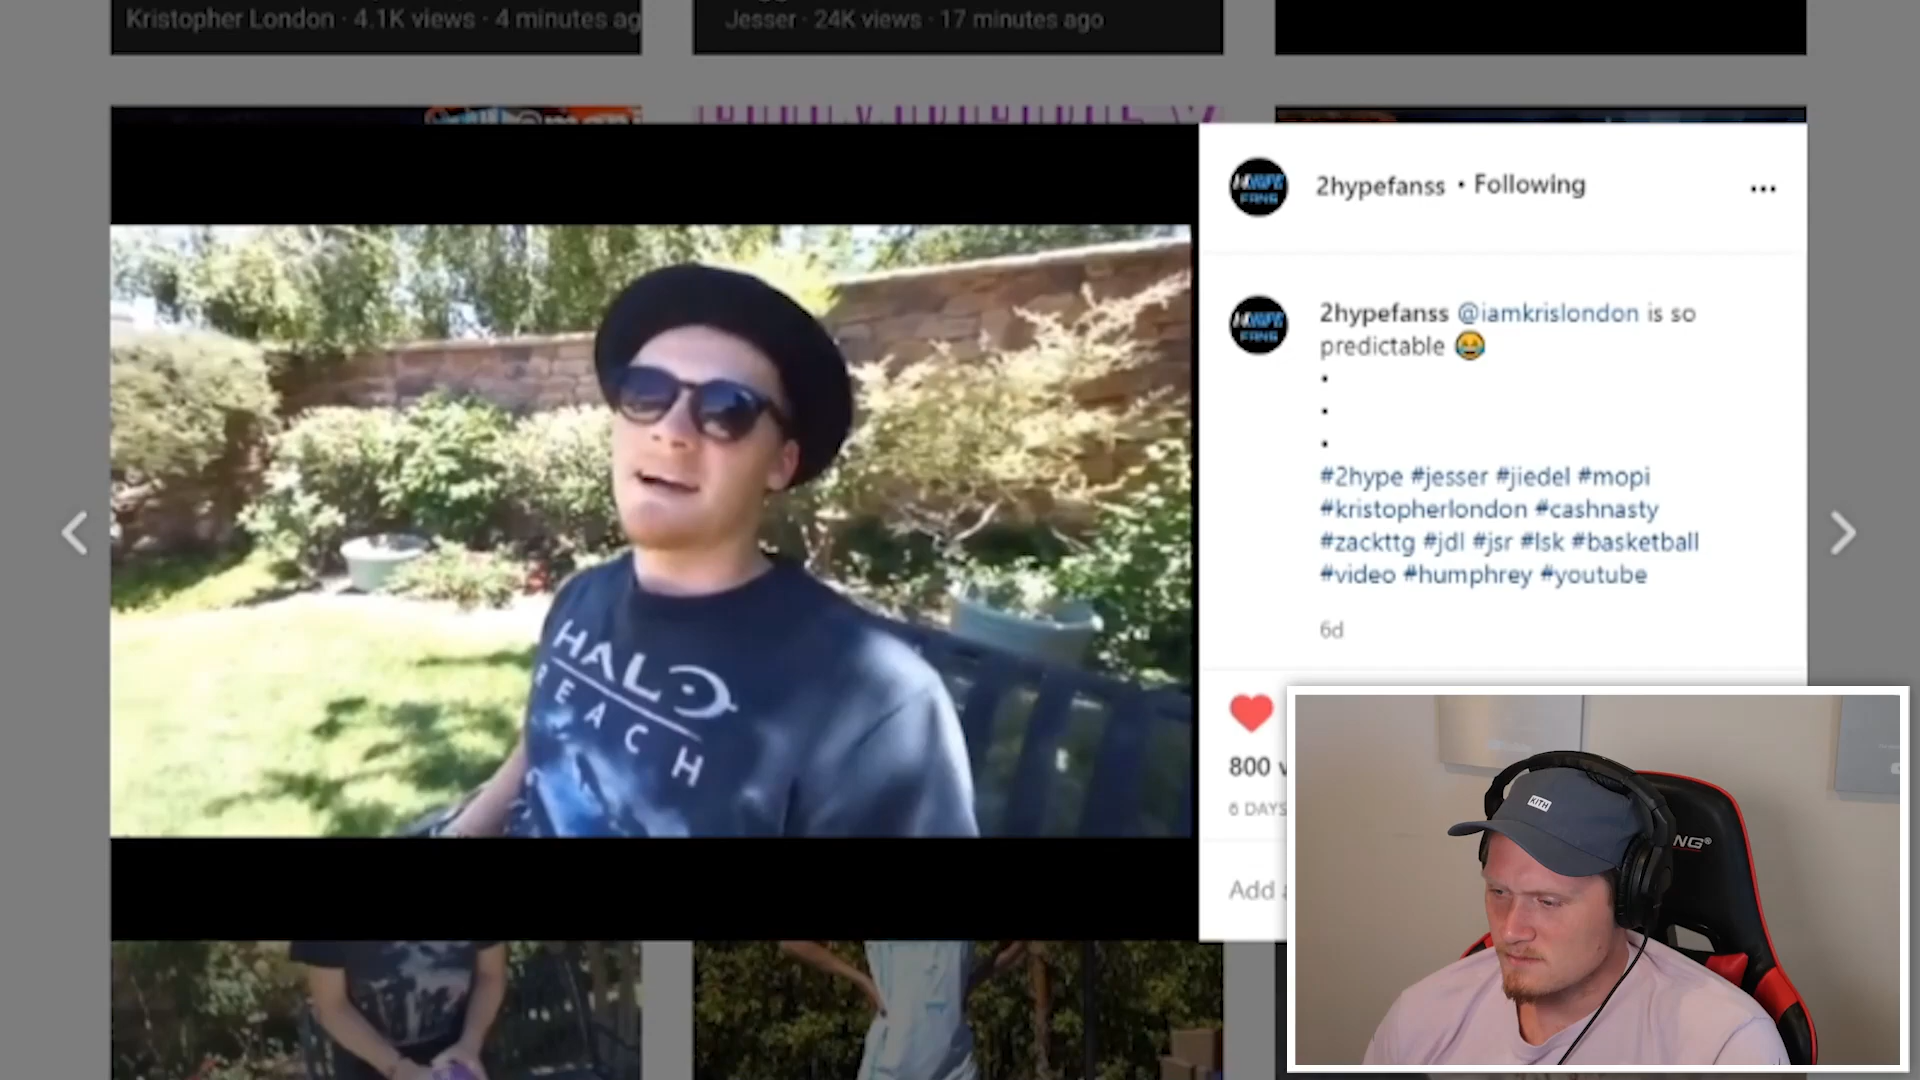 Kristopher London · 4.1K views · 4 minutes ag
Jesser · 24K views · 17 minutes ago
2hypefanss • Following
2hypefanss @iamkrislondon is so
predictable 😂
#2hype #jesser #jiedel #mopi
#kristopherlondon #cashnasty
#zackttg #jdl #jsr #lsk #basketball
#video #humphrey #youtube
6d
HALO
REACH
800 v
6 DAYS
Add a
KITH
NG®